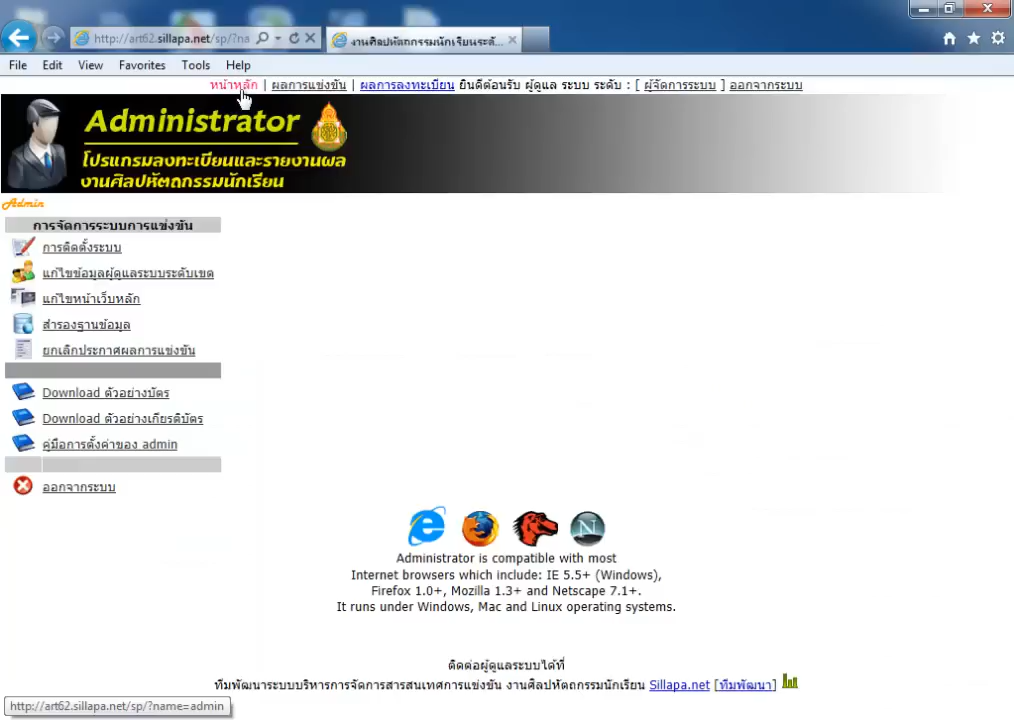 http://art62.sillapa.net/sp/?na
งานศิลปหัตถกรรมนักเรียนระดั...
File Edit View Favorites Tools Help
หน้าหลัก | ผลการแข่งขัน | ผลการลงทะเบียน ยินดีต้อนรับ ผู้ดูแล ระบบ ระดับ : [ ผู้จัดการระบบ ] ออกจากระบบ
Administrator
โปรแกรมลงทะเบียนและรายงานผล
งานศิลปหัตถกรรมนักเรียน
Admin
การจัดการระบบการแข่งขัน
การติดตั้งระบบ
แก้ไขข้อมูลผู้ดูแลระบบระดับเขต
แก้ไขหน้าเว็บหลัก
สำรองฐานข้อมูล
ยกเลิกประกาศผลการแข่งขัน
Download ตัวอย่างบัตร
Download ตัวอย่างเกียรติบัตร
คู่มือการตั้งค่าของ admin
ออกจากระบบ
Administrator is compatible with most
Internet browsers which include: IE 5.5+ (Windows),
Firefox 1.0+, Mozilla 1.3+ and Netscape 7.1+.
It runs under Windows, Mac and Linux operating systems.
ติดต่อผู้ดูแลระบบได้ที่
ทีมพัฒนาระบบบริหารการจัดการสารสนเทศการแข่งขัน งานศิลปหัตถกรรมนักเรียน Sillapa.net [ทีมพัฒนา]
http://art62.sillapa.net/sp/?name=admin